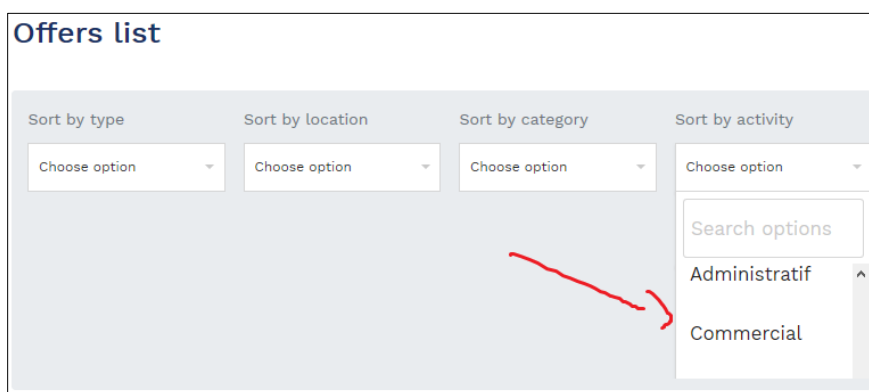 Offers list
Sort by type Sort by location Sort by category Sort by activity
Choose option Choose option Choose option Choose option
Search options
Administratif
Commercial